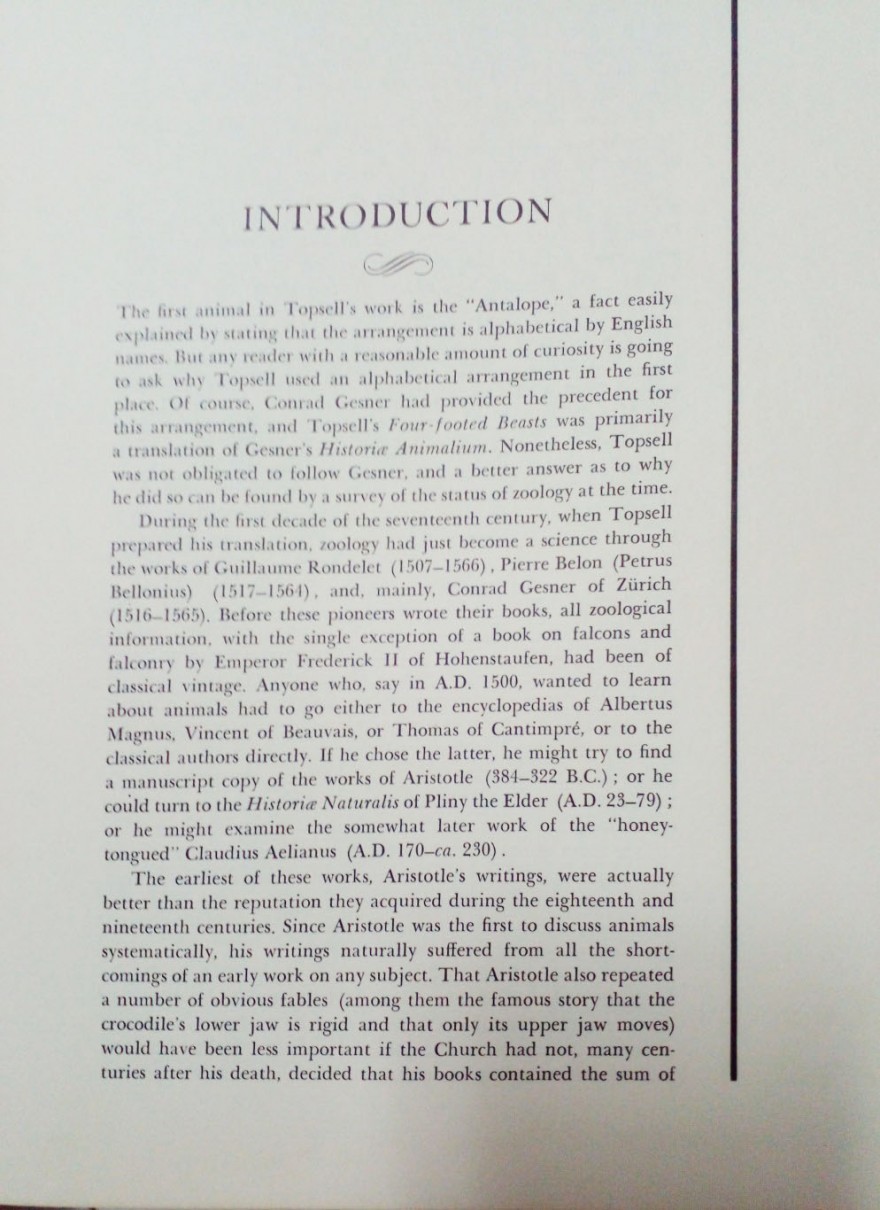 INTRODUCTION
The first animal in Topsell's work is the "Antalope," a fact easily
explained by stating that the arrangement is alphabetical by English
names. But any reader with a reasonable amount of curiosity is going
to ask why Topsell used an alphabetical arrangement in the first
place. Of course, Conrad Gesner had provided the precedent for
this arrangement, and Topsell's Four-footed Beasts was primarily
a translation of Gesner's Historiæ Animalium. Nonetheless, Topsell
was not obligated to follow Gesner, and a better answer as to why
he did so can be found by a survey of the status of zoology at the time.
During the first decade of the seventeenth century, when Topsell
prepared his translation, zoology had just become a science through
the works of Guillaume Rondelet (1507–1566), Pierre Belon (Petrus
Bellonius) (1517–1564), and, mainly, Conrad Gesner of Zürich
(1516–1565). Before these pioneers wrote their books, all zoological
information, with the single exception of a book on falcons and
falconry by Emperor Frederick II of Hohenstaufen, had been of
classical vintage. Anyone who, say in A.D. 1500, wanted to learn
about animals had to go either to the encyclopedias of Albertus
Magnus, Vincent of Beauvais, or Thomas of Cantimpré, or to the
classical authors directly. If he chose the latter, he might try to find
a manuscript copy of the works of Aristotle (384–322 B.C.); or he
could turn to the Historiæ Naturalis of Pliny the Elder (A.D. 23–79);
or he might examine the somewhat later work of the "honey-
tongued" Claudius Aelianus (A.D. 170–ca. 230).
The earliest of these works, Aristotle's writings, were actually
better than the reputation they acquired during the eighteenth and
nineteenth centuries. Since Aristotle was the first to discuss animals
systematically, his writings naturally suffered from all the short-
comings of an early work on any subject. That Aristotle also repeated
a number of obvious fables (among them the famous story that the
crocodile's lower jaw is rigid and that only its upper jaw moves)
would have been less important if the Church had not, many cen-
turies after his death, decided that his books contained the sum of